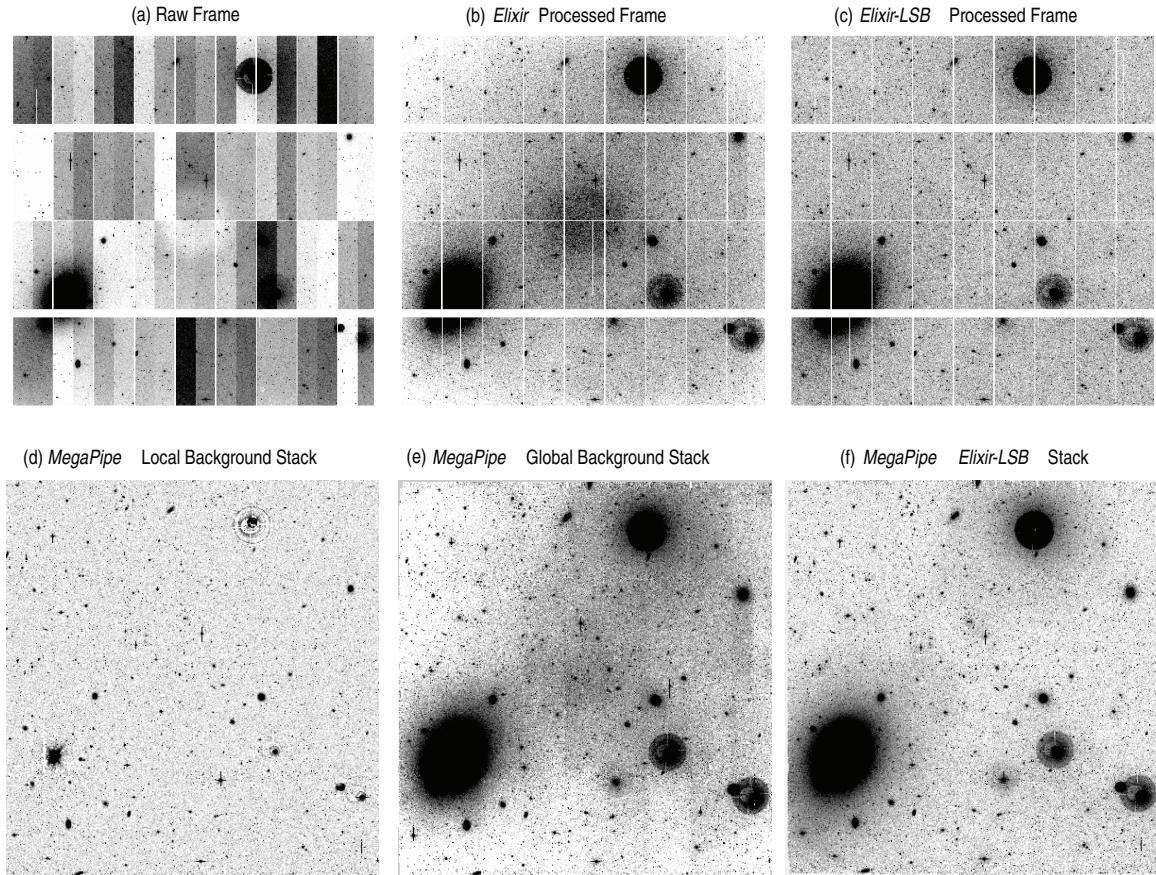 (a) Raw Frame
(b) Elixir Processed Frame
(c) Elixir-LSB Processed Frame
(d) MegaPipe Local Background Stack
(e) MegaPipe Global Background Stack
(f) MegaPipe Elixir-LSB Stack